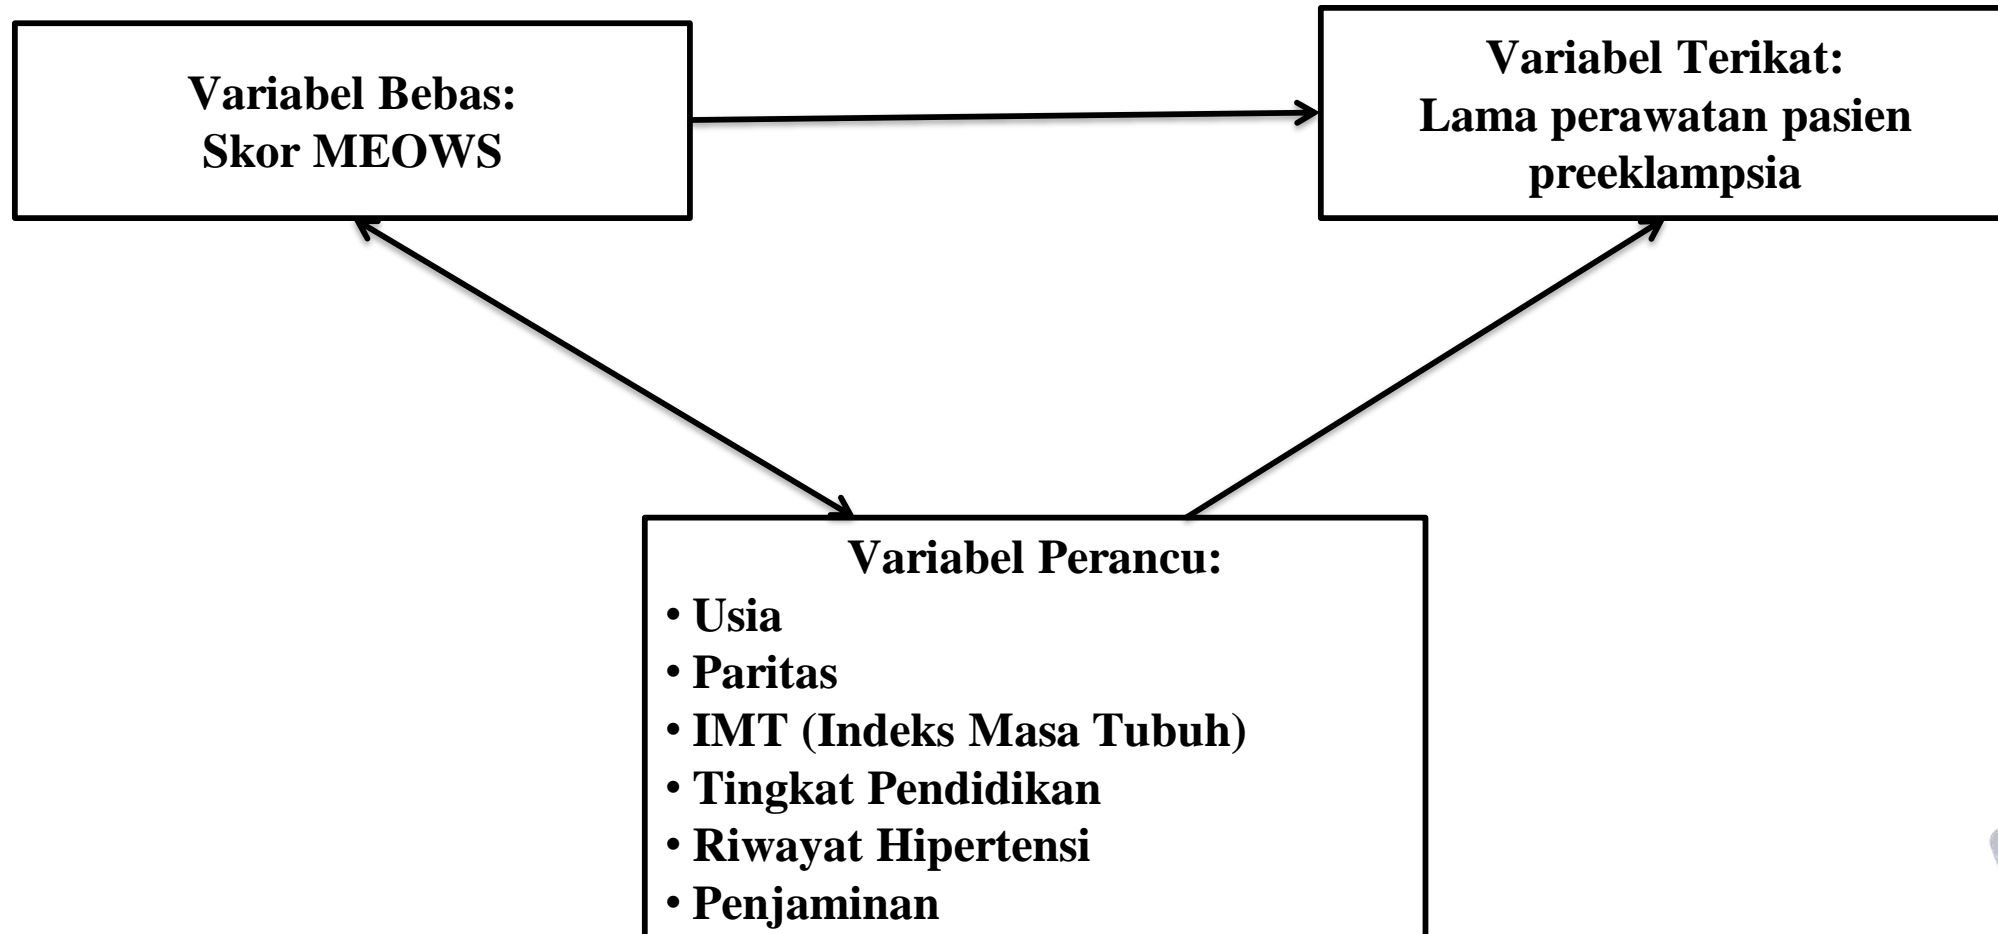 Variabel Bebas:
Skor MEOWS
Variabel Terikat:
Lama perawatan pasien
preeklampsia
Variabel Perancu:
• Usia
• Paritas
• IMT (Indeks Masa Tubuh)
• Tingkat Pendidikan
• Riwayat Hipertensi
• Penjaminan